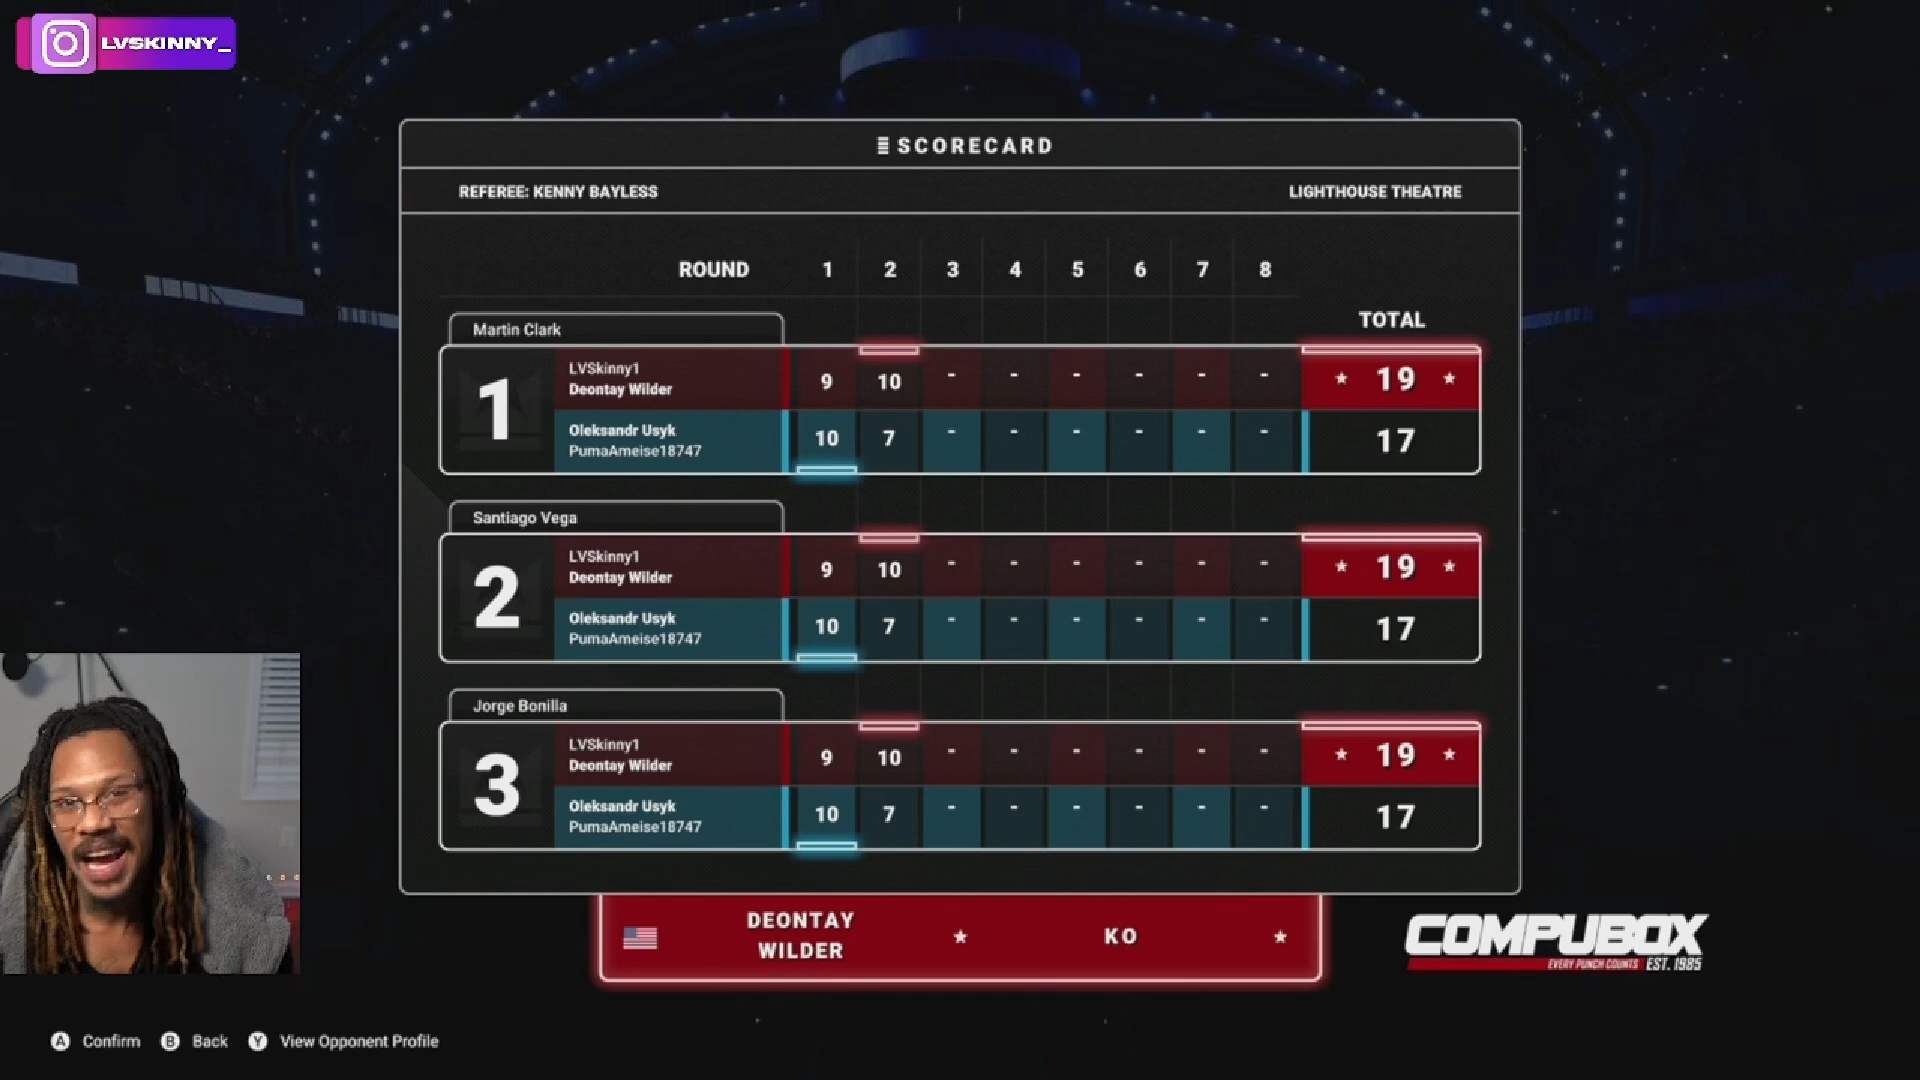 LVSKINNY_
SCORECARD
REFEREE: KENNY BAYLESS
LIGHTHOUSE THEATRE
ROUND 1 2 3 4 5 6 7 8
TOTAL
Martin Clark
1
LVSkinny1
Deontay Wilder
9 10 - - - - - - 19
Oleksandr Usyk
PumaAmeise18747
10 7 - - - - - - 17
Santiago Vega
2
LVSkinny1
Deontay Wilder
9 10 - - - - - - 19
Oleksandr Usyk
PumaAmeise18747
10 7 - - - - - - 17
Jorge Bonilla
3
LVSkinny1
Deontay Wilder
9 10 - - - - - - 19
Oleksandr Usyk
PumaAmeise18747
10 7 - - - - - - 17
DEONTAY
WILDER
KO
COMPUBOX
EVERY PUNCH COUNTS EST. 1985
A Confirm B Back Y View Opponent Profile